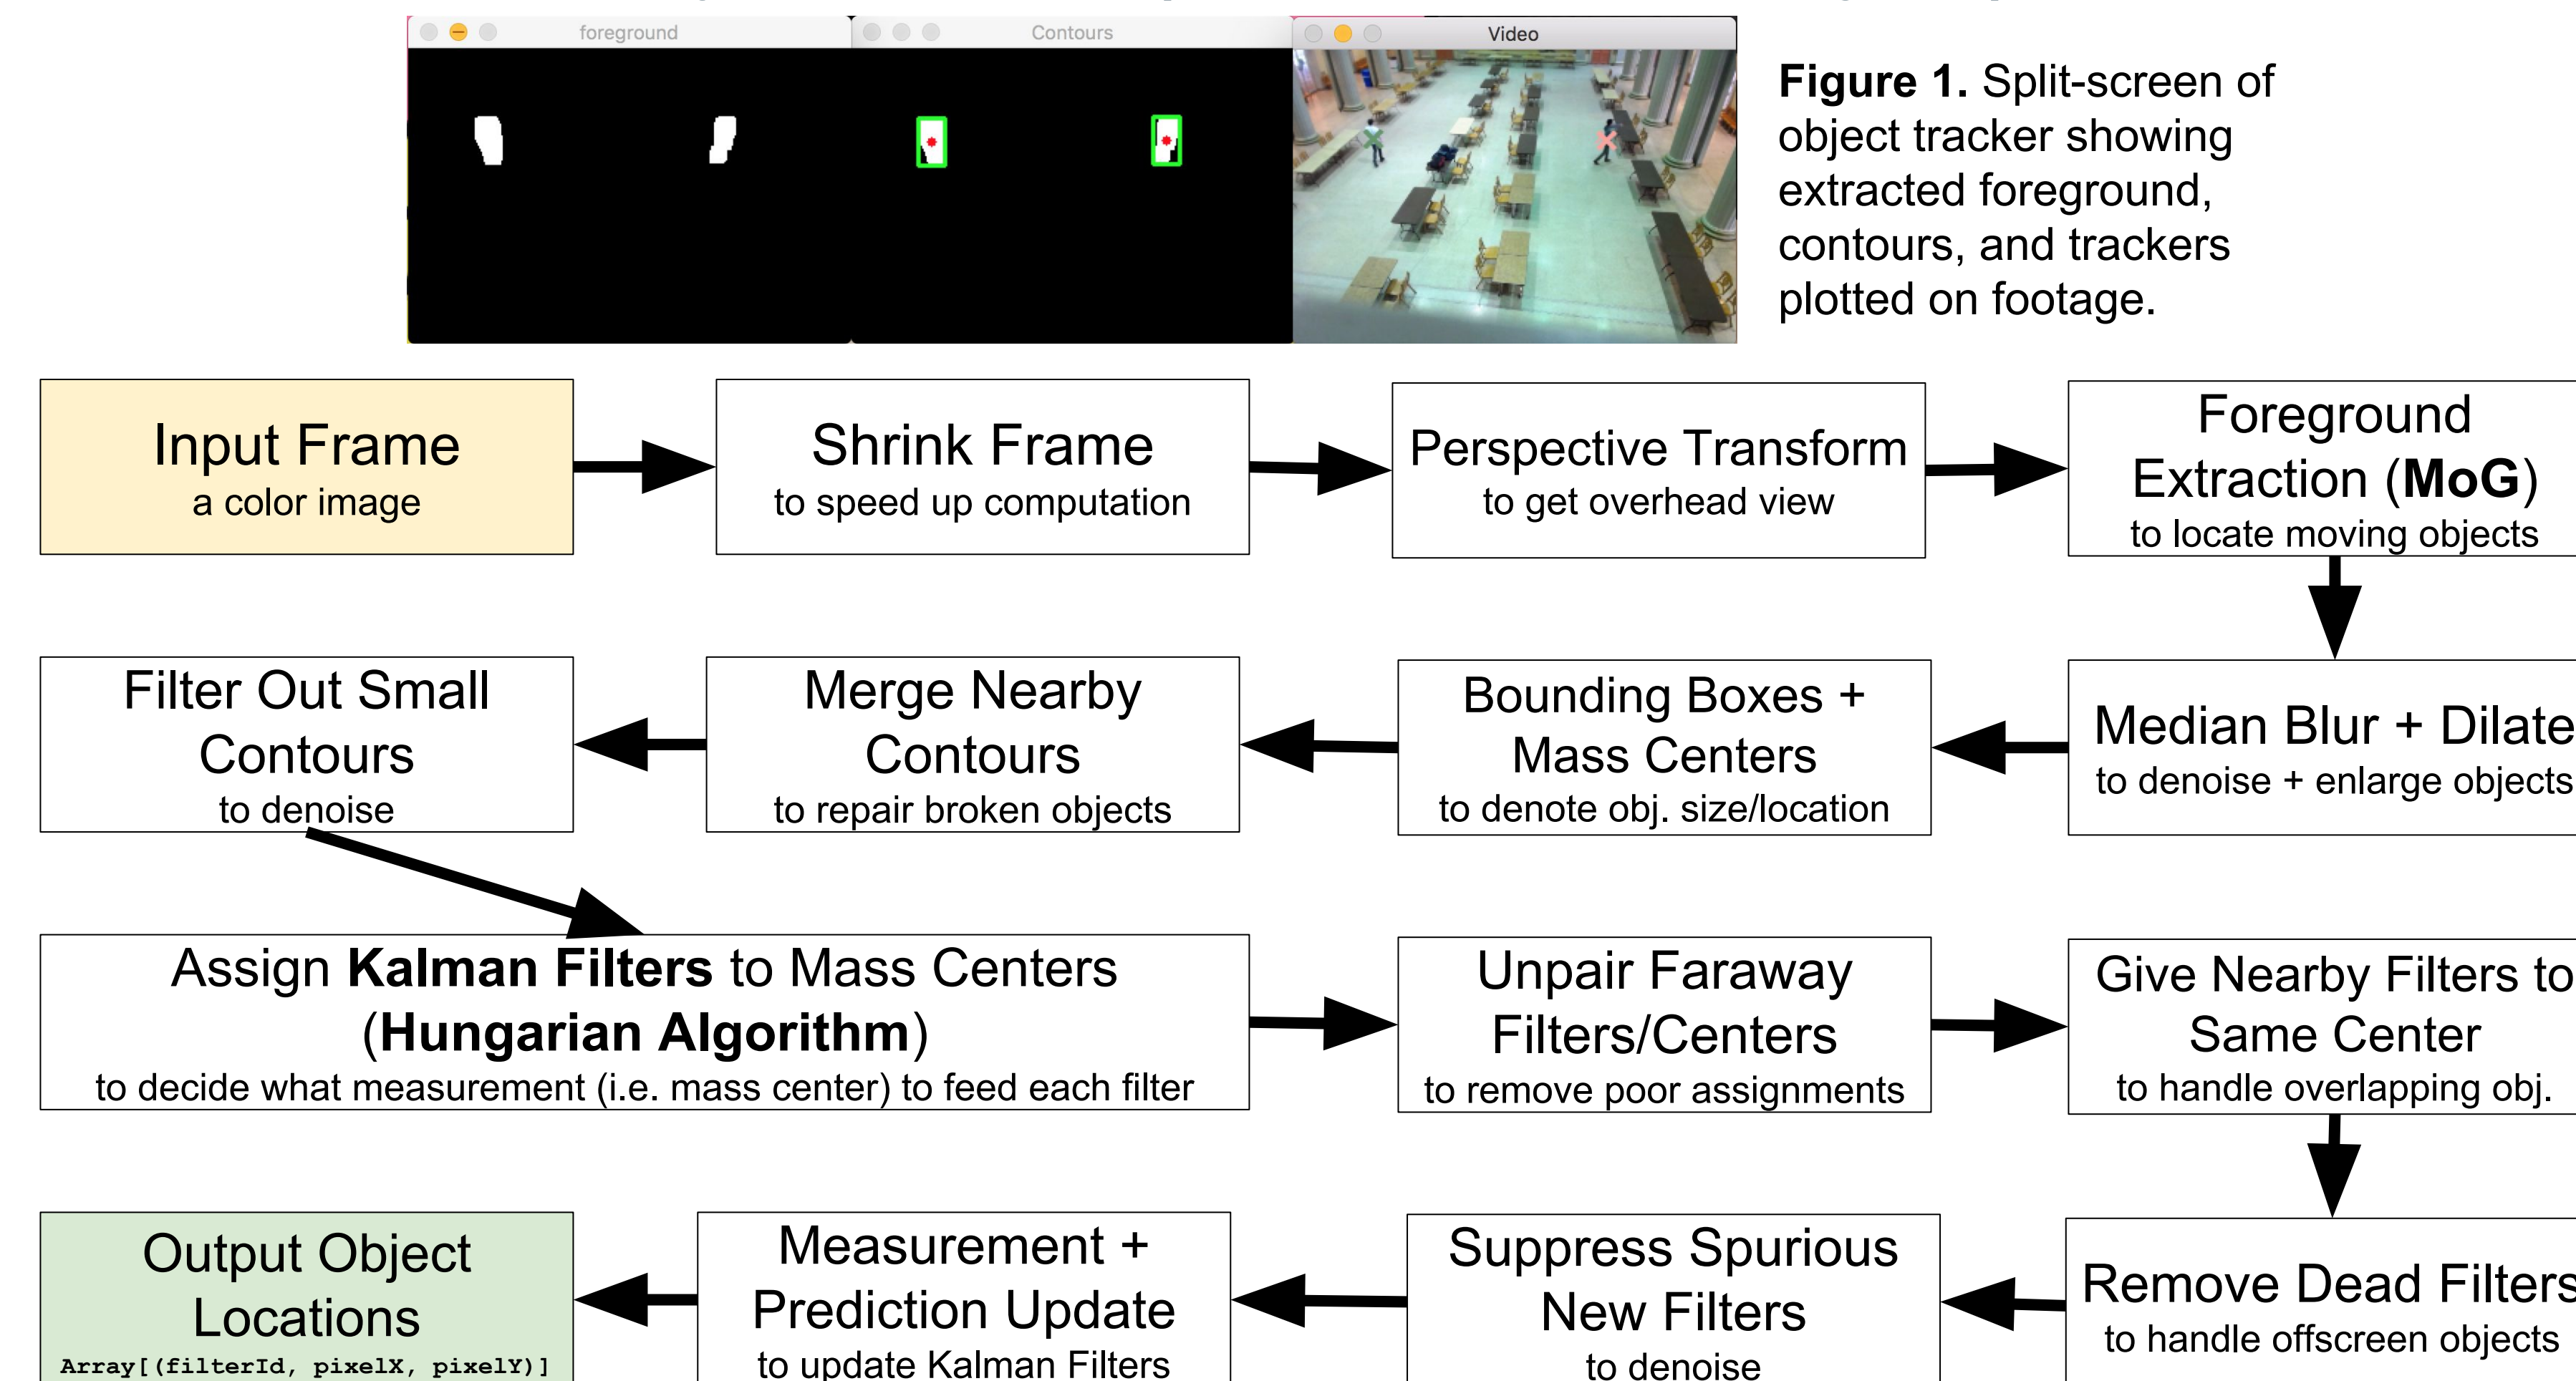 foreground
Contours
Video
Figure 1. Split-screen of
object tracker showing
extracted foreground,
contours, and trackers
plotted on footage.
Input Frame
a color image
Shrink Frame
to speed up computation
Perspective Transform
to get overhead view
Foreground
Extraction (MoG)
to locate moving objects
Median Blur + Dilate
to denoise + enlarge objects
Bounding Boxes +
Mass Centers
to denote obj. size/location
Merge Nearby
Contours
to repair broken objects
Filter Out Small
Contours
to denoise
Assign Kalman Filters to Mass Centers
(Hungarian Algorithm)
to decide what measurement (i.e. mass center) to feed each filter
Unpair Faraway
Filters/Centers
to remove poor assignments
Give Nearby Filters to
Same Center
to handle overlapping obj.
Remove Dead Filters
to handle offscreen objects
Suppress Spurious
New Filters
to denoise
Measurement +
Prediction Update
to update Kalman Filters
Output Object
Locations
Array[(filterId, pixelX, pixelY)]